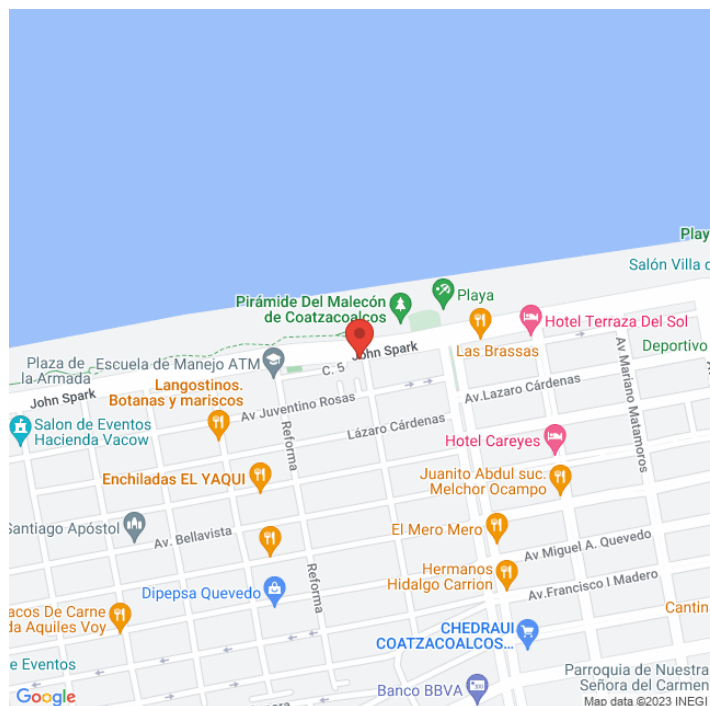 Play
Salón Villa d
Pirámide Del Malecón
de Coatzacoalcos
Playa
Hotel Terraza Del Sol
John Spark
Las Brassas
Deportivo
Plaza de
la Armada
Escuela de Manejo ATM
C. 5
Av Mariano Matamoros
Langostinos.
Botanas y mariscos
John Spark
Av Juventino Rosas
Av.Lazaro Cárdenas
Salon de Eventos
Hacienda Vacow
Lázaro Cárdenas
Reforma
Hotel Careyes
Enchiladas EL YAQUI
Juanito Abdul suc.
Melchor Ocampo
Santiago Apóstol
Av. Bellavista
El Mero Mero
Av Miguel A. Quevedo
Reforma
Hermanos
Hidalgo Carrion
Av.Francisco I Madero
Dipepsa Quevedo
acos De Carne
da Aquiles Voy
Cantin
CHEDRAUI
COATZACOALCOS...
e Eventos
Parroquia de Nuestra
Señora del Carmen
Banco BBVA
Google
Map data ©2023 INEGI